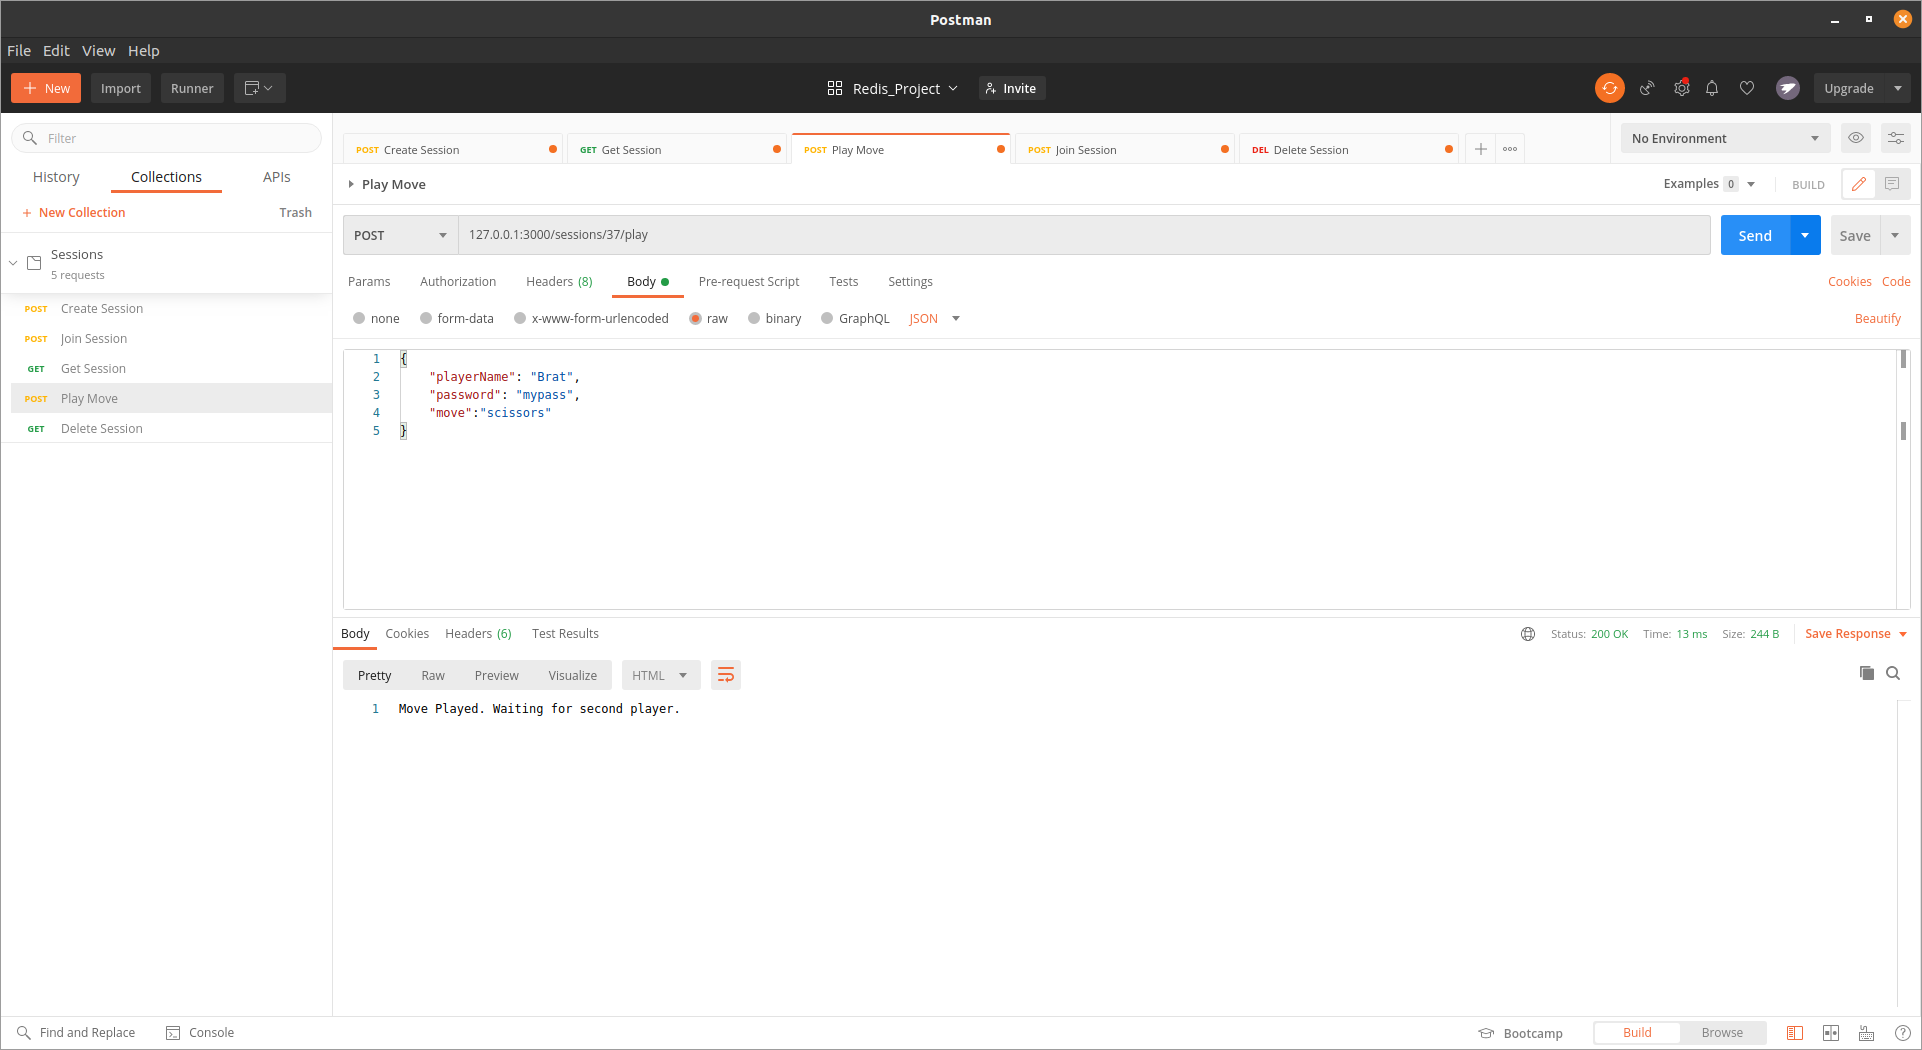 Postman
File Edit View Help
New Import Runner Redis_Project Invite Upgrade
Filter
History Collections APIs
New Collection Trash
Sessions
5 requests
POST Create Session
POST Join Session
GET Get Session
POST Play Move
GET Delete Session
POST Create Session GET Get Session POST Play Move POST Join Session DEL Delete Session
No Environment
Play Move Examples 0 BUILD
POST 127.0.0.1:3000/sessions/37/play Send Save
Params Authorization Headers (8) Body Pre-request Script Tests Settings Cookies Code
none form-data x-www-form-urlencoded raw binary GraphQL JSON Beautify
1 {
2 "playerName": "Brat",
3 "password": "mypass",
4 "move":"scissors"
5 }
Body Cookies Headers (6) Test Results Status: 200 OK Time: 13 ms Size: 244 B Save Response
Pretty Raw Preview Visualize HTML
1 Move Played. Waiting for second player.
Find and Replace Console Bootcamp Build Browse